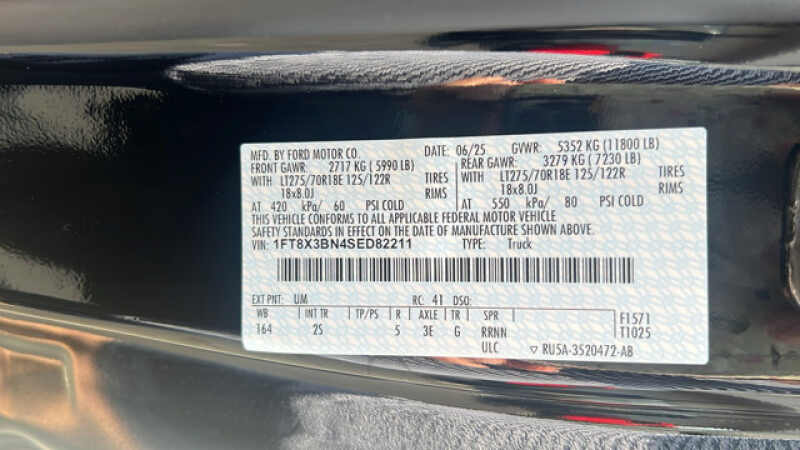 MFD. BY FORD MOTOR CO. DATE: 06/25 GVWR: 5352 KG (11800 LB)
FRONT GAWR: 2717 KG (5990 LB) REAR GAWR: 3279 KG (7230 LB)
WITH LT275/70R18E 125/122R TIRES WITH LT275/70R18E 125/122R TIRES
18x8.0J RIMS 18x8.0J RIMS
AT 420 kPa/ 60 PSI COLD AT 550 kPa/ 80 PSI COLD
THIS VEHICLE CONFORMS TO ALL APPLICABLE FEDERAL MOTOR VEHICLE
SAFETY STANDARDS IN EFFECT ON THE DATE OF MANUFACTURE SHOWN ABOVE.
VIN: 1FT8X3BN4SED82211 TYPE: Truck
EXT PNT: UM RC: 41 DSO:
WB INT TR TP/PS R AXLE TR SPR F1571
164 2S 5 3E G RRNN T1025
ULC ▽ RU5A-3520472-AB